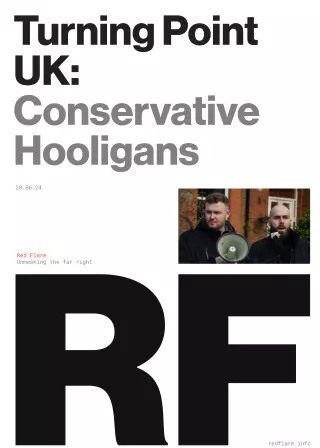 Turning Point
UK:
Conservative
Hooligans
20.06.24
Red Flare
Unmasking the far right
RF
redflare.info